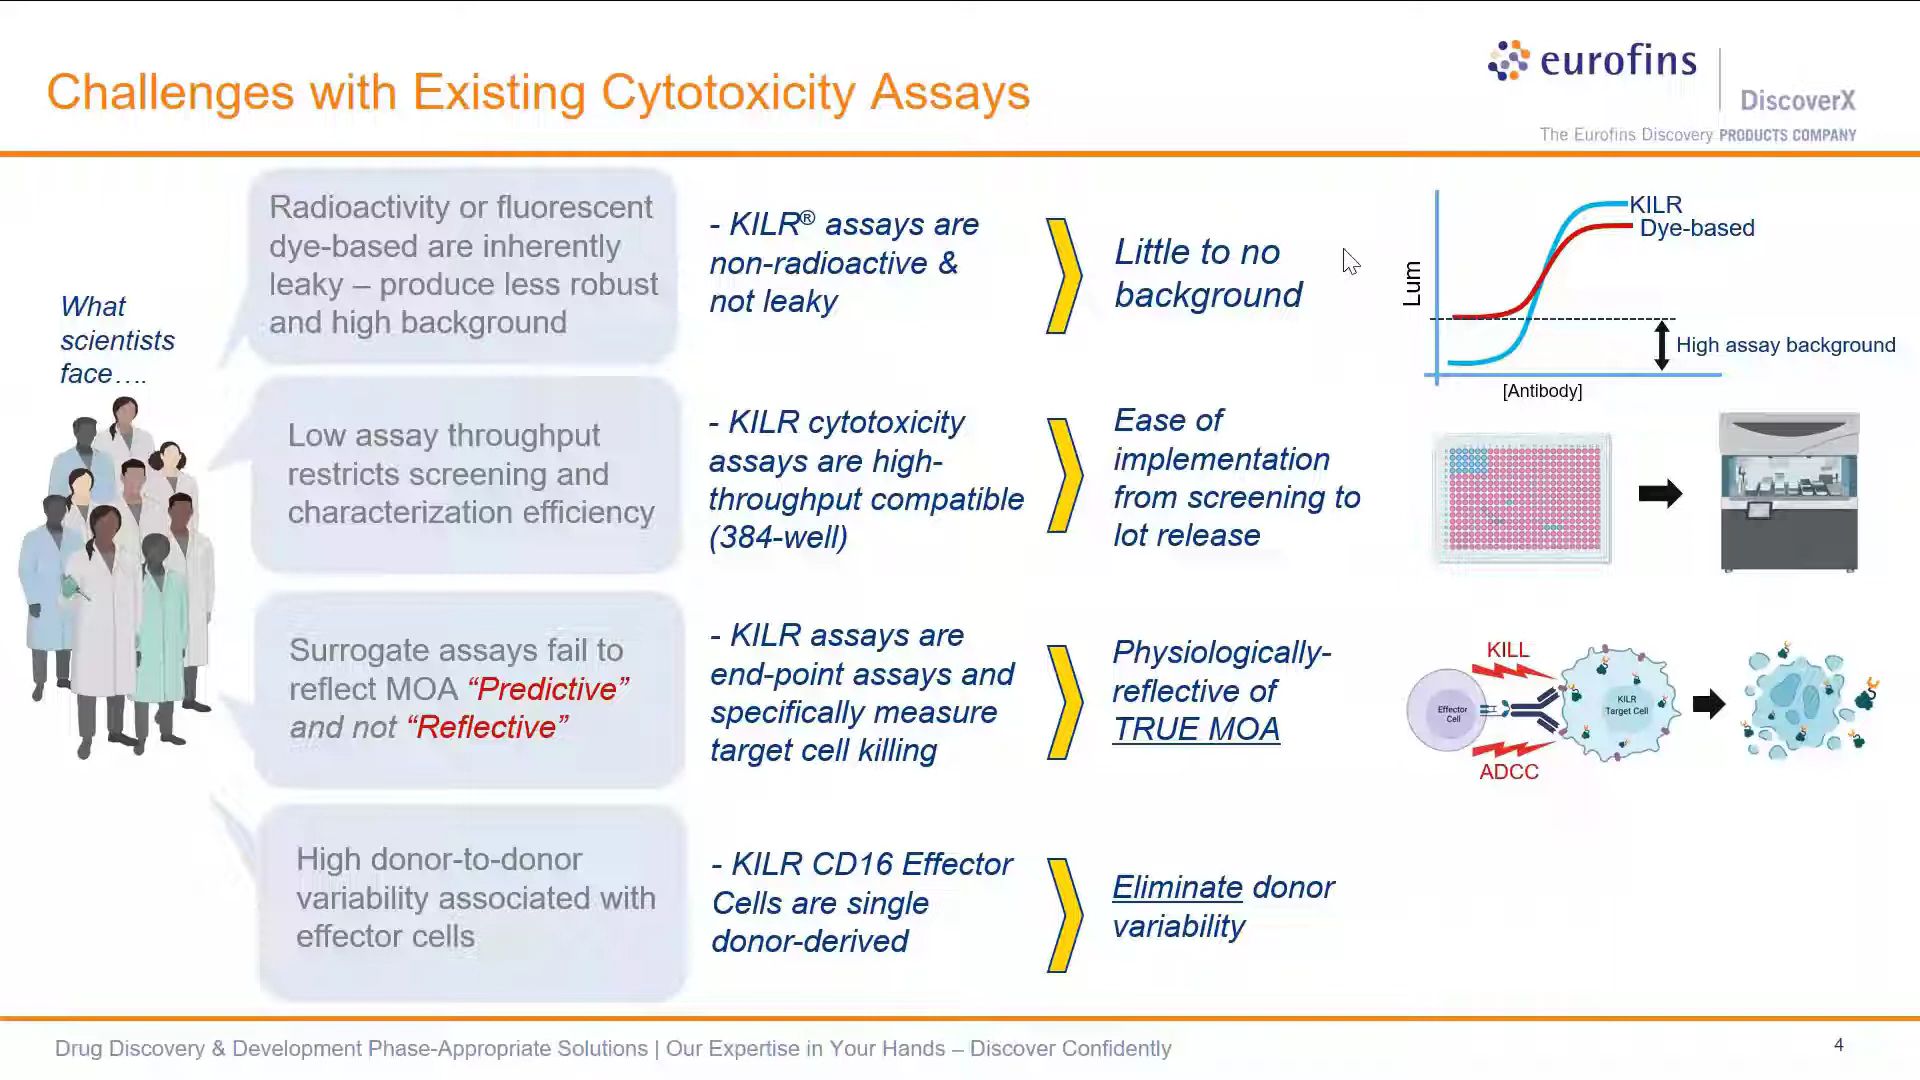 Challenges with Existing Cytotoxicity Assays
eurofins
DiscoverX
The Eurofins Discovery PRODUCTS COMPANY
What
scientists
face….
Radioactivity or fluorescent
dye-based are inherently
leaky – produce less robust
and high background
- KILR® assays are
non-radioactive &
not leaky
Little to no
background
KILR
Dye-based
Lum
High assay background
[Antibody]
Low assay throughput
restricts screening and
characterization efficiency
- KILR cytotoxicity
assays are high-
throughput compatible
(384-well)
Ease of
implementation
from screening to
lot release
Surrogate assays fail to
reflect MOA “Predictive”
and not “Reflective”
- KILR assays are
end-point assays and
specifically measure
target cell killing
Physiologically-
reflective of
TRUE MOA
KILL
Effector
Cell
KILR
Target Cell
ADCC
High donor-to-donor
variability associated with
effector cells
- KILR CD16 Effector
Cells are single
donor-derived
Eliminate donor
variability
Drug Discovery & Development Phase-Appropriate Solutions | Our Expertise in Your Hands – Discover Confidently
4